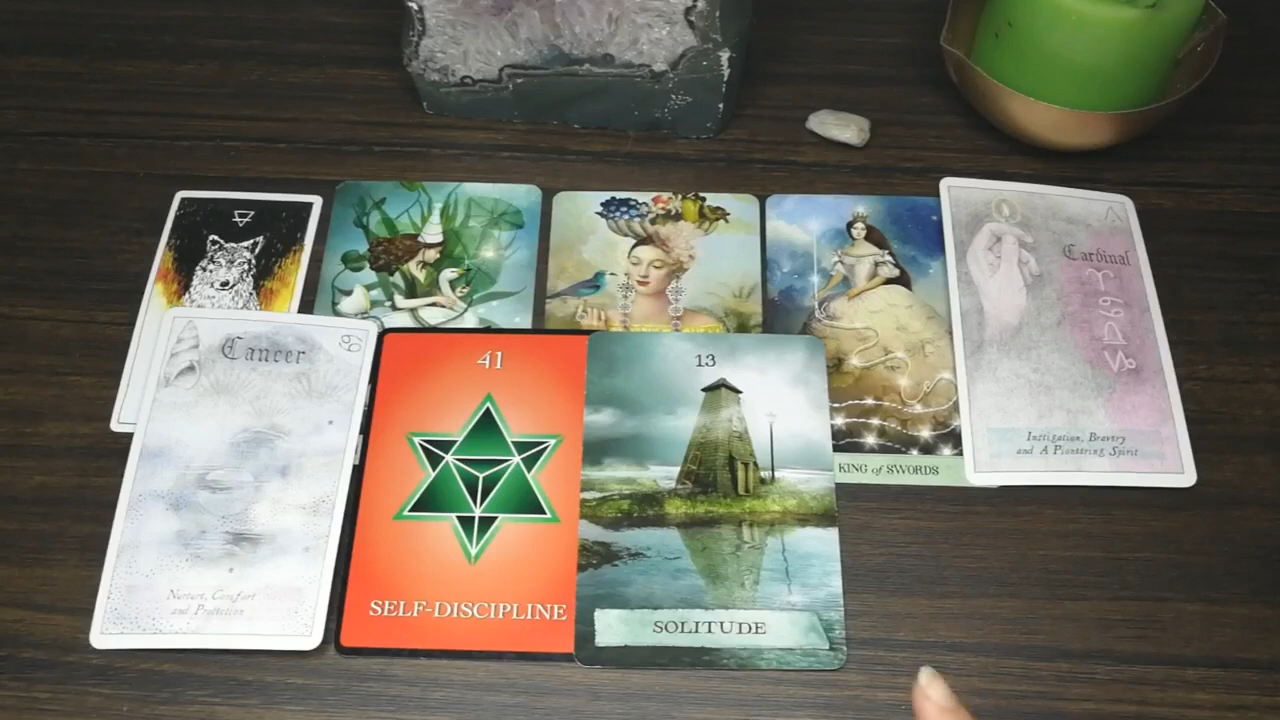 Cardinal
Instigation, Bravery
and A Pioneering Spirit
KING of SWORDS
Cancer
Nurture, Comfort
and Protection
41
SELF-DISCIPLINE
13
SOLITUDE